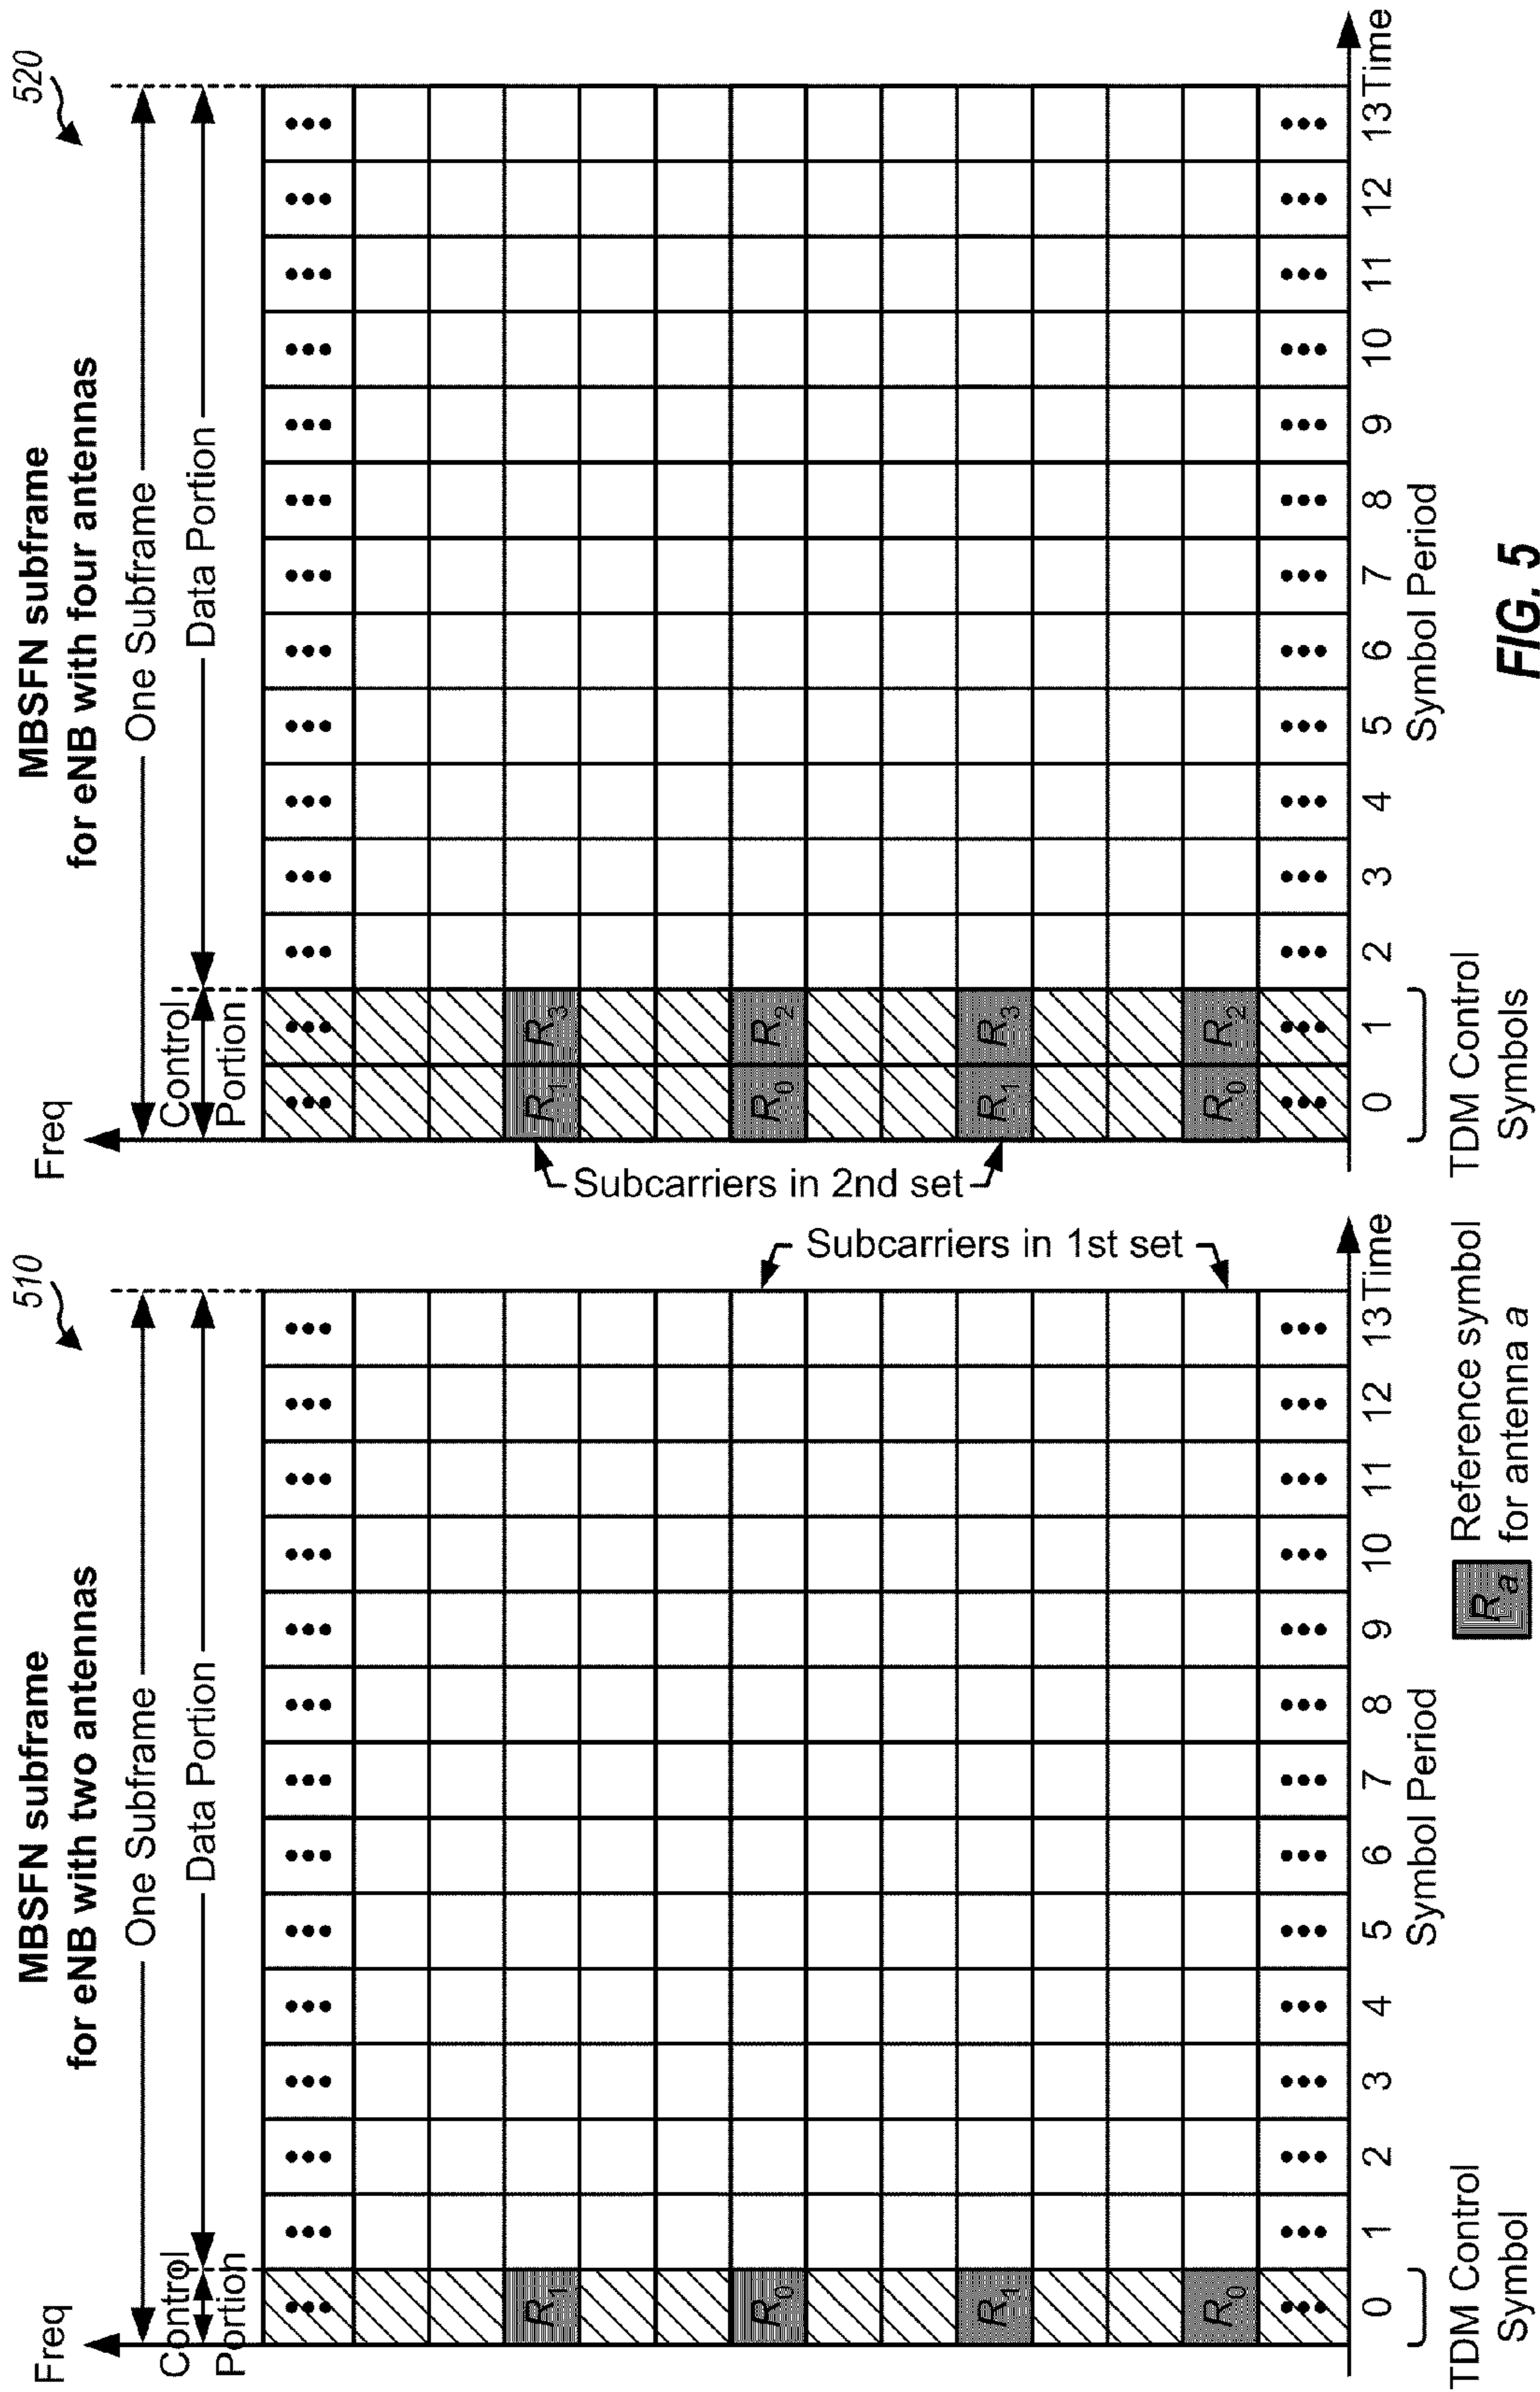 MBSFN subframe
for eNB with two antennas
510
One Subframe
Freq
Control
Portion
Data Portion
••• ••• ••• ••• ••• ••• ••• ••• ••• ••• ••• ••• ••• •••
R1
R0
R1
R0
••• ••• ••• ••• ••• ••• ••• ••• ••• ••• ••• ••• ••• •••
Subcarriers in 1st set
0 1 2 3 4 5 6 7 8 9 10 11 12 13 Time
Symbol Period
TDM Control
Symbol
MBSFN subframe
for eNB with four antennas
520
One Subframe
Freq
Control
Portion
Data Portion
••• ••• ••• ••• ••• ••• ••• ••• ••• ••• ••• ••• ••• •••
R1 R3
R0 R2
R1 R3
R0 R2
••• ••• ••• ••• ••• ••• ••• ••• ••• ••• ••• ••• ••• •••
Subcarriers in 2nd set
0 1 2 3 4 5 6 7 8 9 10 11 12 13 Time
Symbol Period
TDM Control
Symbols
Ra Reference symbol
for antenna a
FIG. 5